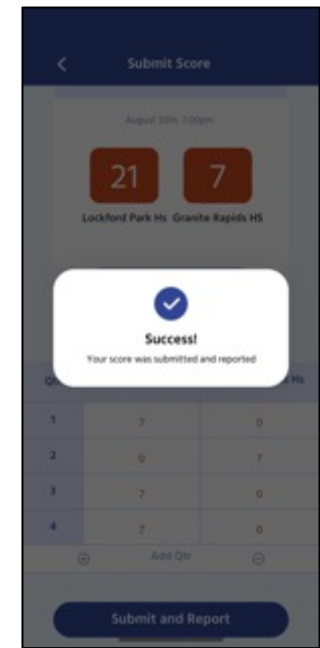 Submit Score
August 30th, 7:00pm
21 7
Lockford Park Hs Granite Rapids HS
Success!
Your score was submitted and reported
Qt Hs
1 7 0
2 0 7
3 7 0
4 7 0
Add Qtr
Submit and Report